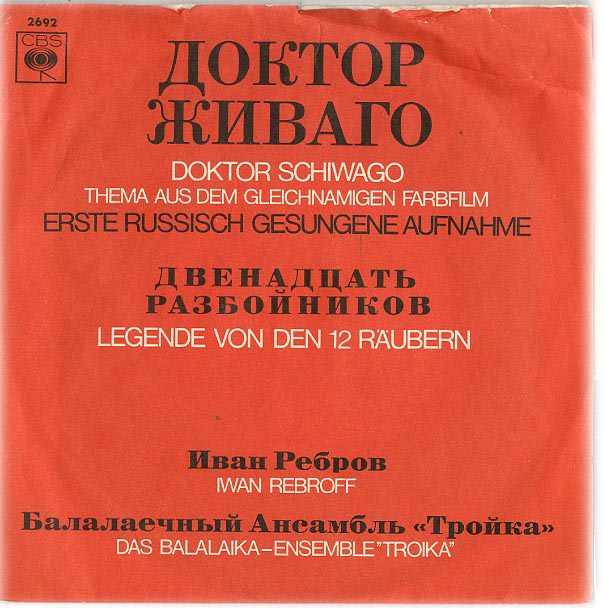 2692
CBS
ДОКТОР
ЖИВАГО
DOKTOR SCHIWAGO
THEMA AUS DEM GLEICHNAMIGEN FARBFILM
ERSTE RUSSISCH GESUNGENE AUFNAHME
ДВЕНАДЦАТЬ
РАЗБОЙНИКОВ
LEGENDE VON DEN 12 RÄUBERN
Иван Ребров
IWAN REBROFF
Балалаечный Ансамбль «Тройка»
DAS BALALAIKA–ENSEMBLE "TROIKA"